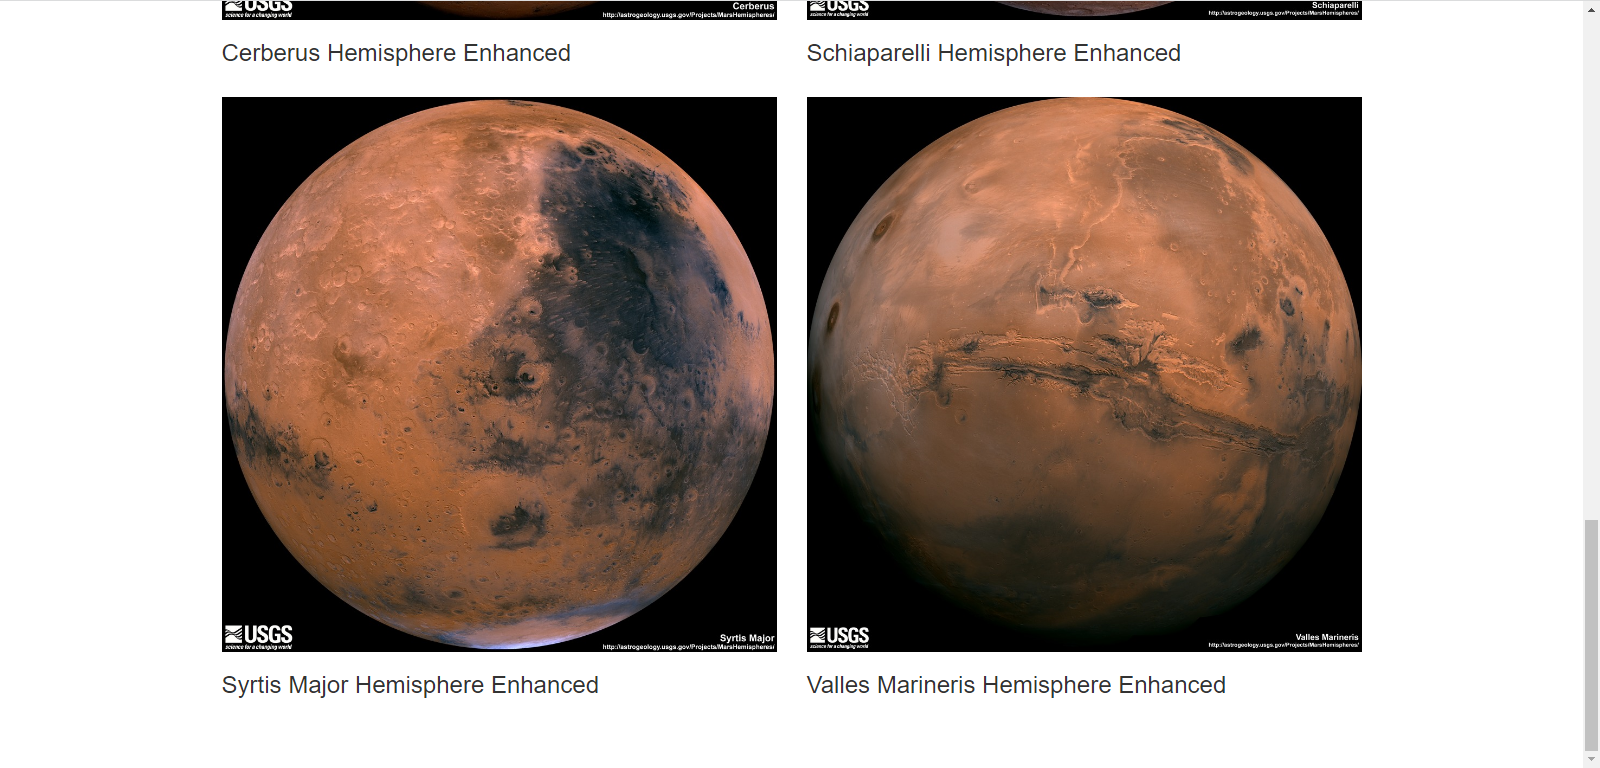 USGS
science for a changing world
Cerberus
http://astrogeology.usgs.gov/Projects/MarsHemispheres/
USGS
science for a changing world
Schiaparelli
http://astrogeology.usgs.gov/Projects/MarsHemispheres/
Cerberus Hemisphere Enhanced
Schiaparelli Hemisphere Enhanced
USGS
science for a changing world
Syrtis Major
http://astrogeology.usgs.gov/Projects/MarsHemispheres/
USGS
science for a changing world
Valles Marineris
http://astrogeology.usgs.gov/Projects/MarsHemispheres/
Syrtis Major Hemisphere Enhanced
Valles Marineris Hemisphere Enhanced